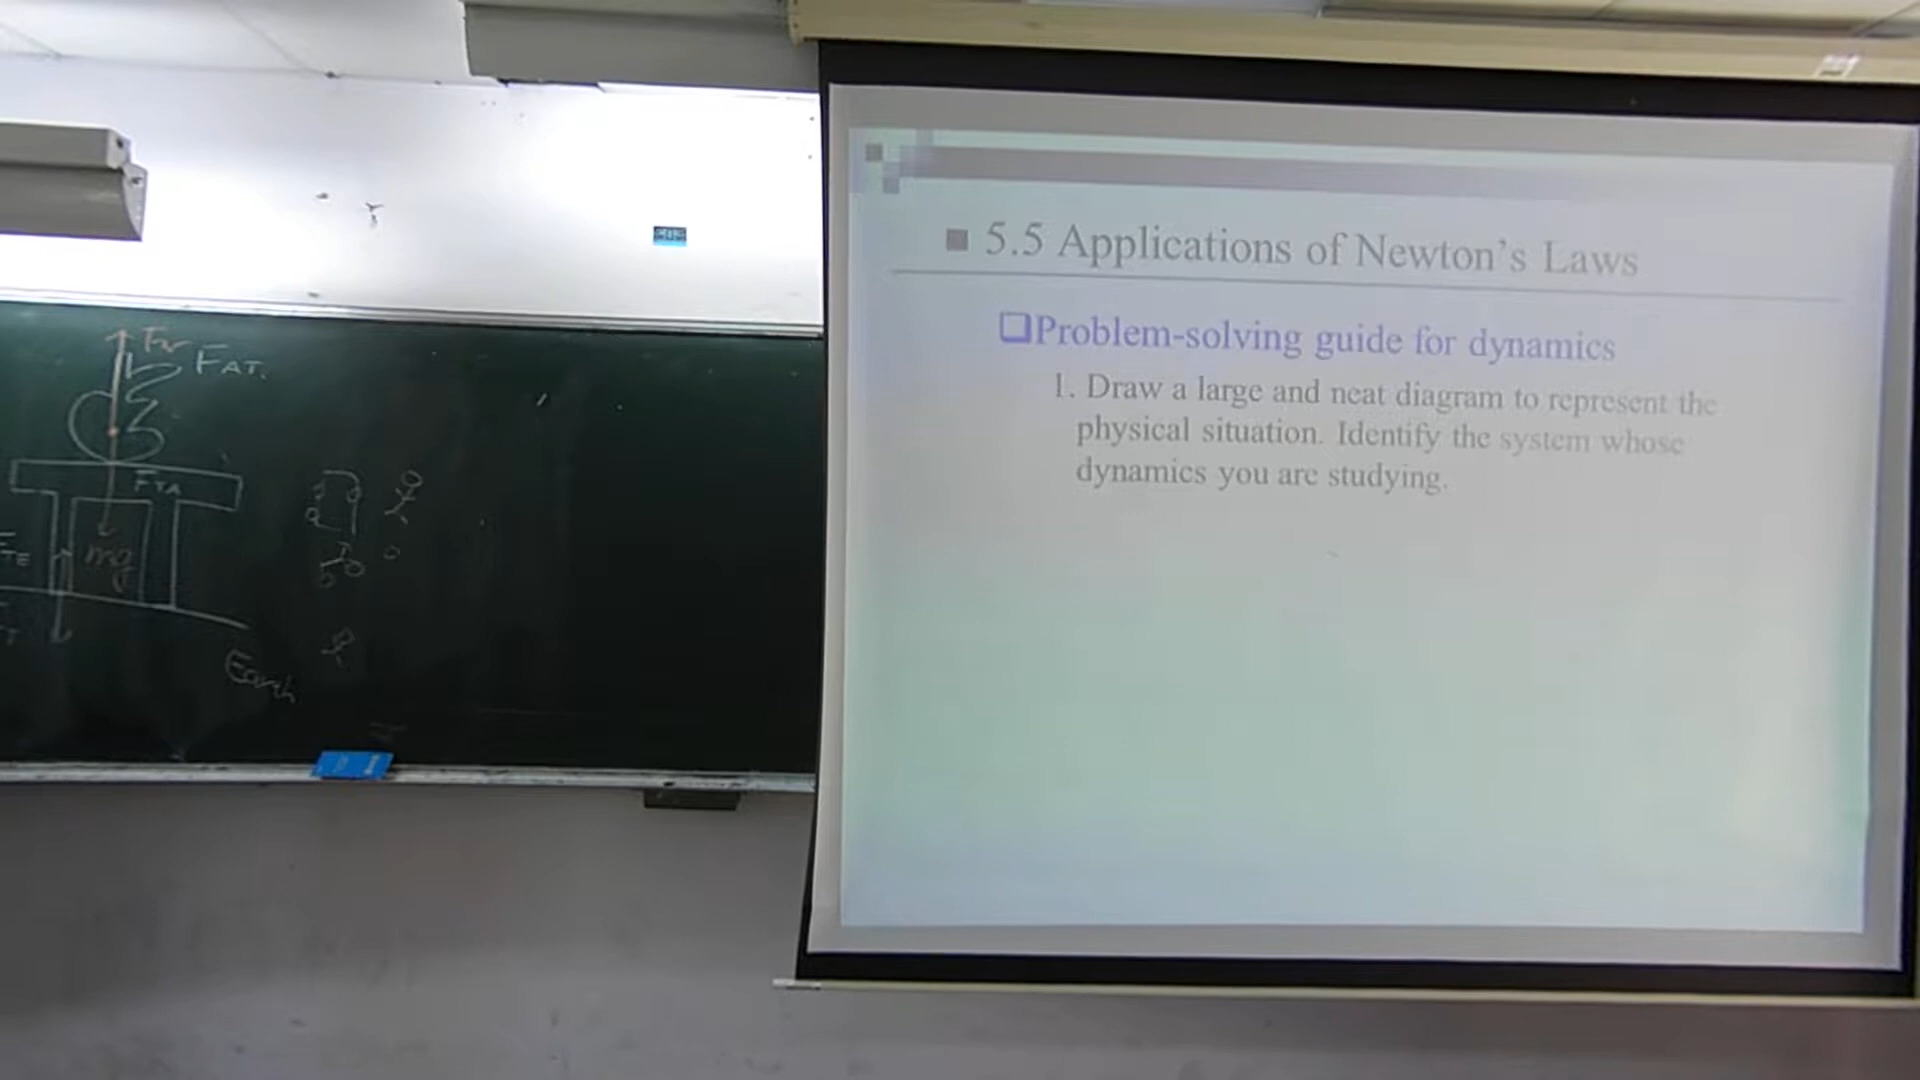 FAT.
FTA
mg
Earth
5.5 Applications of Newton's Laws
Problem-solving guide for dynamics
1. Draw a large and neat diagram to represent the
physical situation. Identify the system whose
dynamics you are studying.